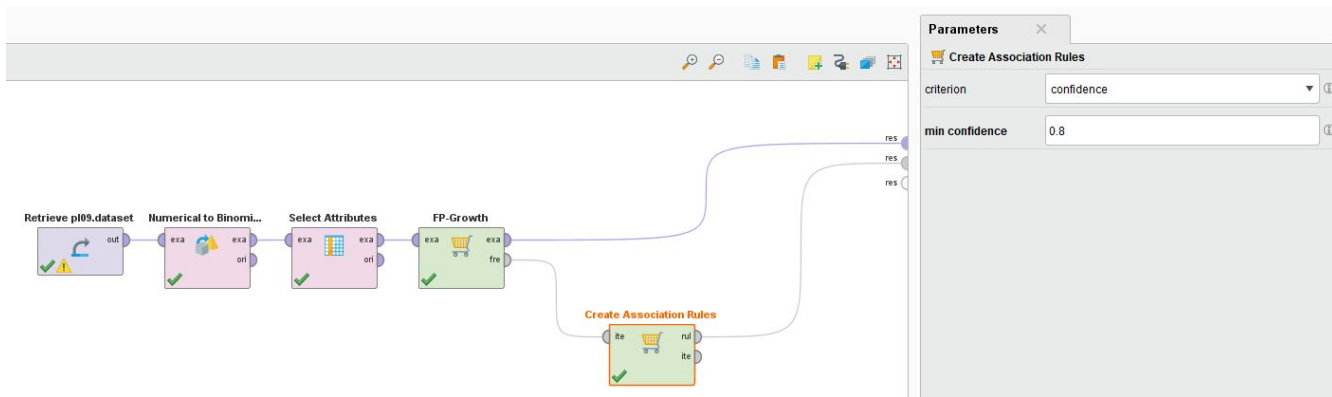 Parameters
Create Association Rules
criterion
confidence
min confidence
0.8
res
res
res
Retrieve pl09.dataset
Numerical to Binomi...
Select Attributes
FP-Growth
out
exa
exa
ori
exa
exa
ori
exa
exa
fre
Create Association Rules
ite
rul
ite